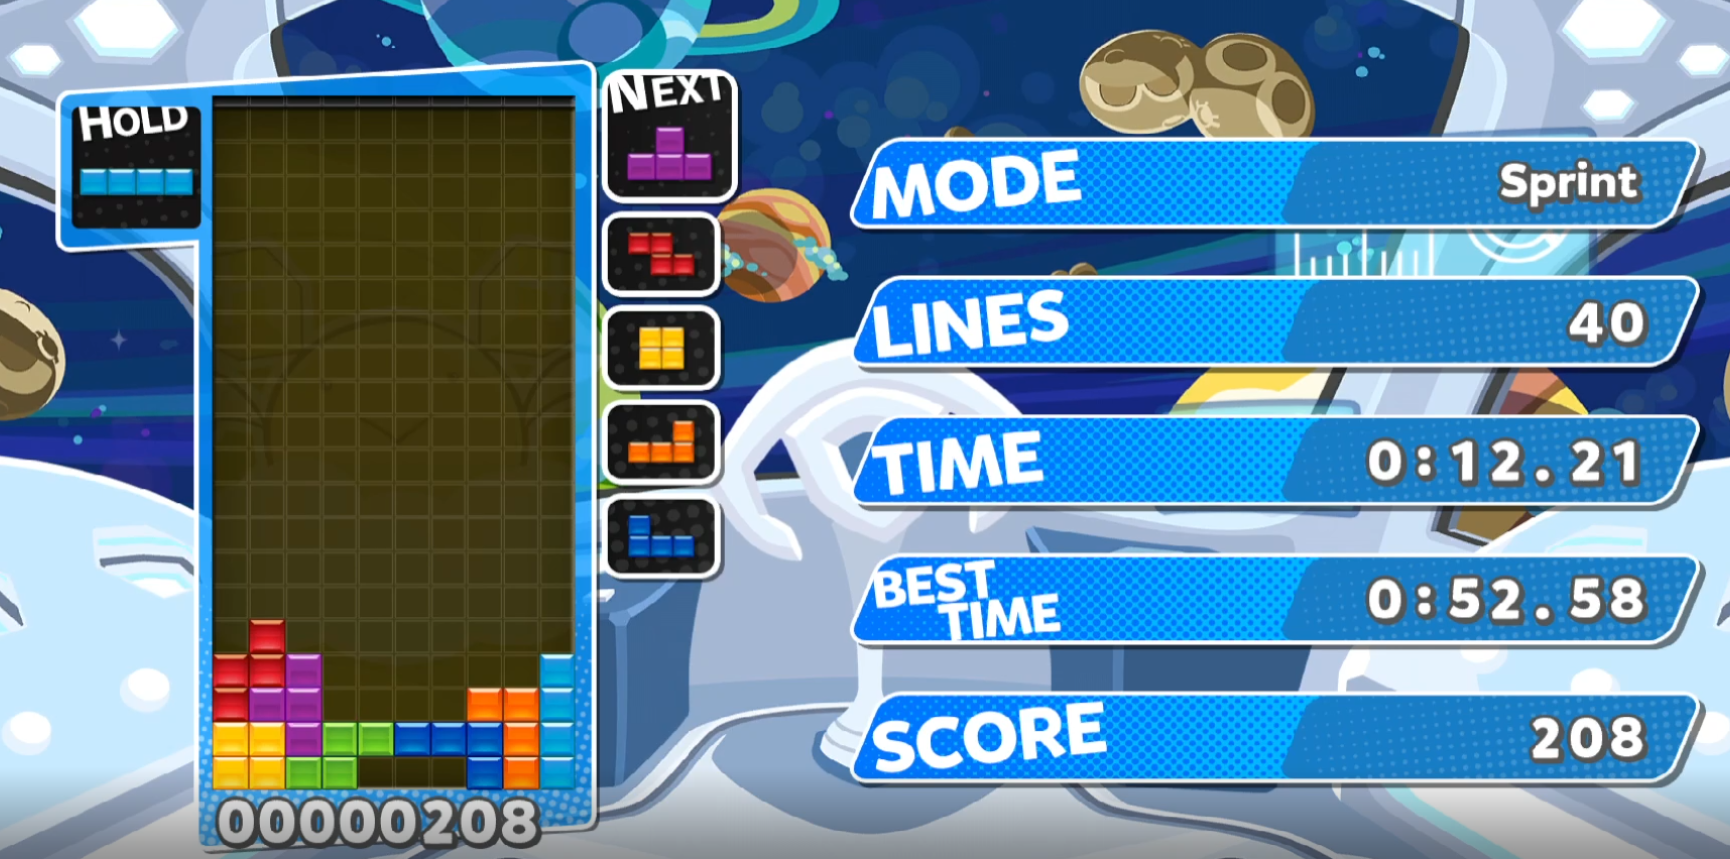 HOLD
NEXT
00000208
MODE
Sprint
LINES
40
TIME
0:12.21
BEST
TIME
0:52.58
SCORE
208